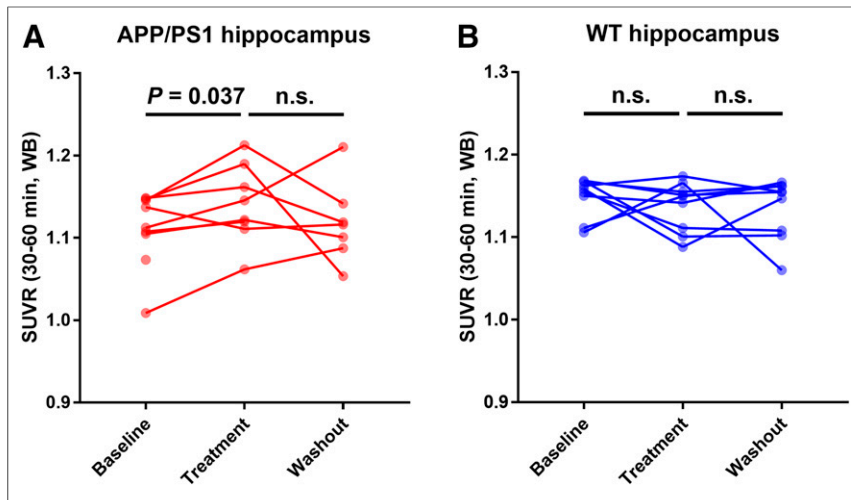 A
APP/PS1 hippocampus
SUVR (30-60 min, WB)
1.3
1.2
1.1
1.0
0.9
P = 0.037
n.s.
Baseline
Treatment
Washout
B
WT hippocampus
SUVR (30-60 min, WB)
1.3
1.2
1.1
1.0
0.9
n.s.
n.s.
Baseline
Treatment
Washout